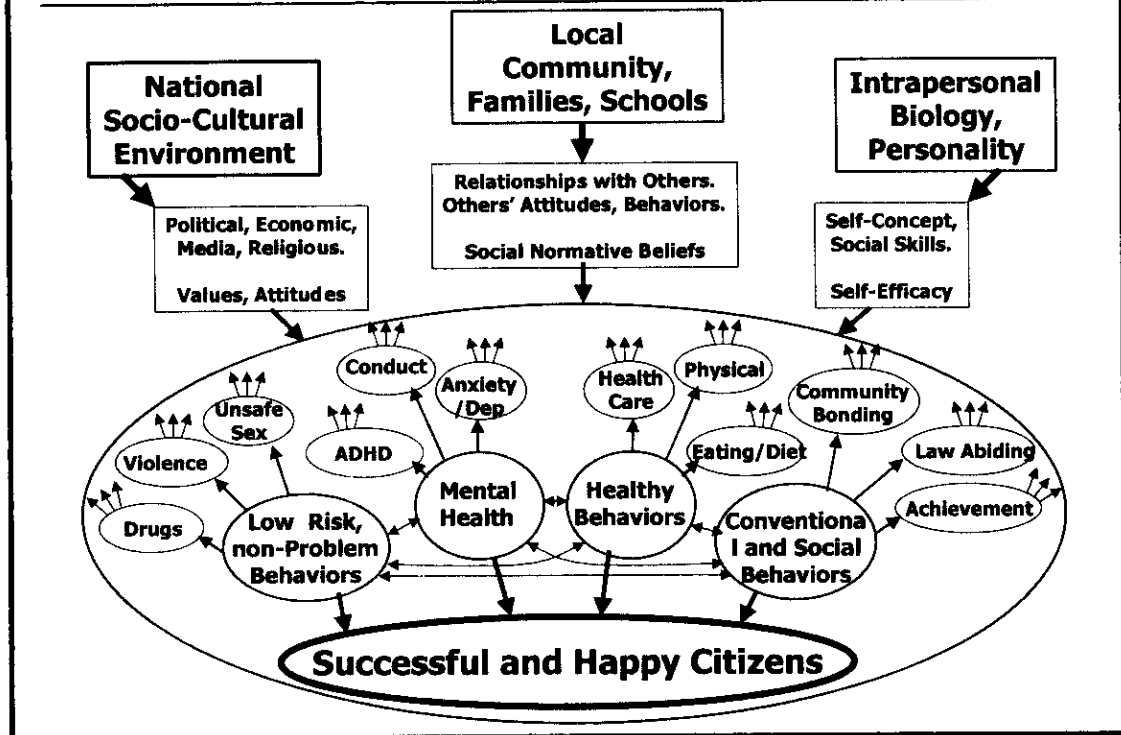 National
Socio-Cultural
Environment
Local
Community,
Families, Schools
Intrapersonal
Biology,
Personality
Political, Economic,
Media, Religious.
Values, Attitudes
Relationships with Others.
Others' Attitudes, Behaviors.
Social Normative Beliefs
Self-Concept,
Social Skills.
Self-Efficacy
Drugs
Violence
Unsafe
Sex
ADHD
Conduct
Anxiety
/Dep
Health
Care
Physical
Eating/Diet
Community
Bonding
Law Abiding
Achievement
Low Risk,
non-Problem
Behaviors
Mental
Health
Healthy
Behaviors
Conventiona
l and Social
Behaviors
Successful and Happy Citizens